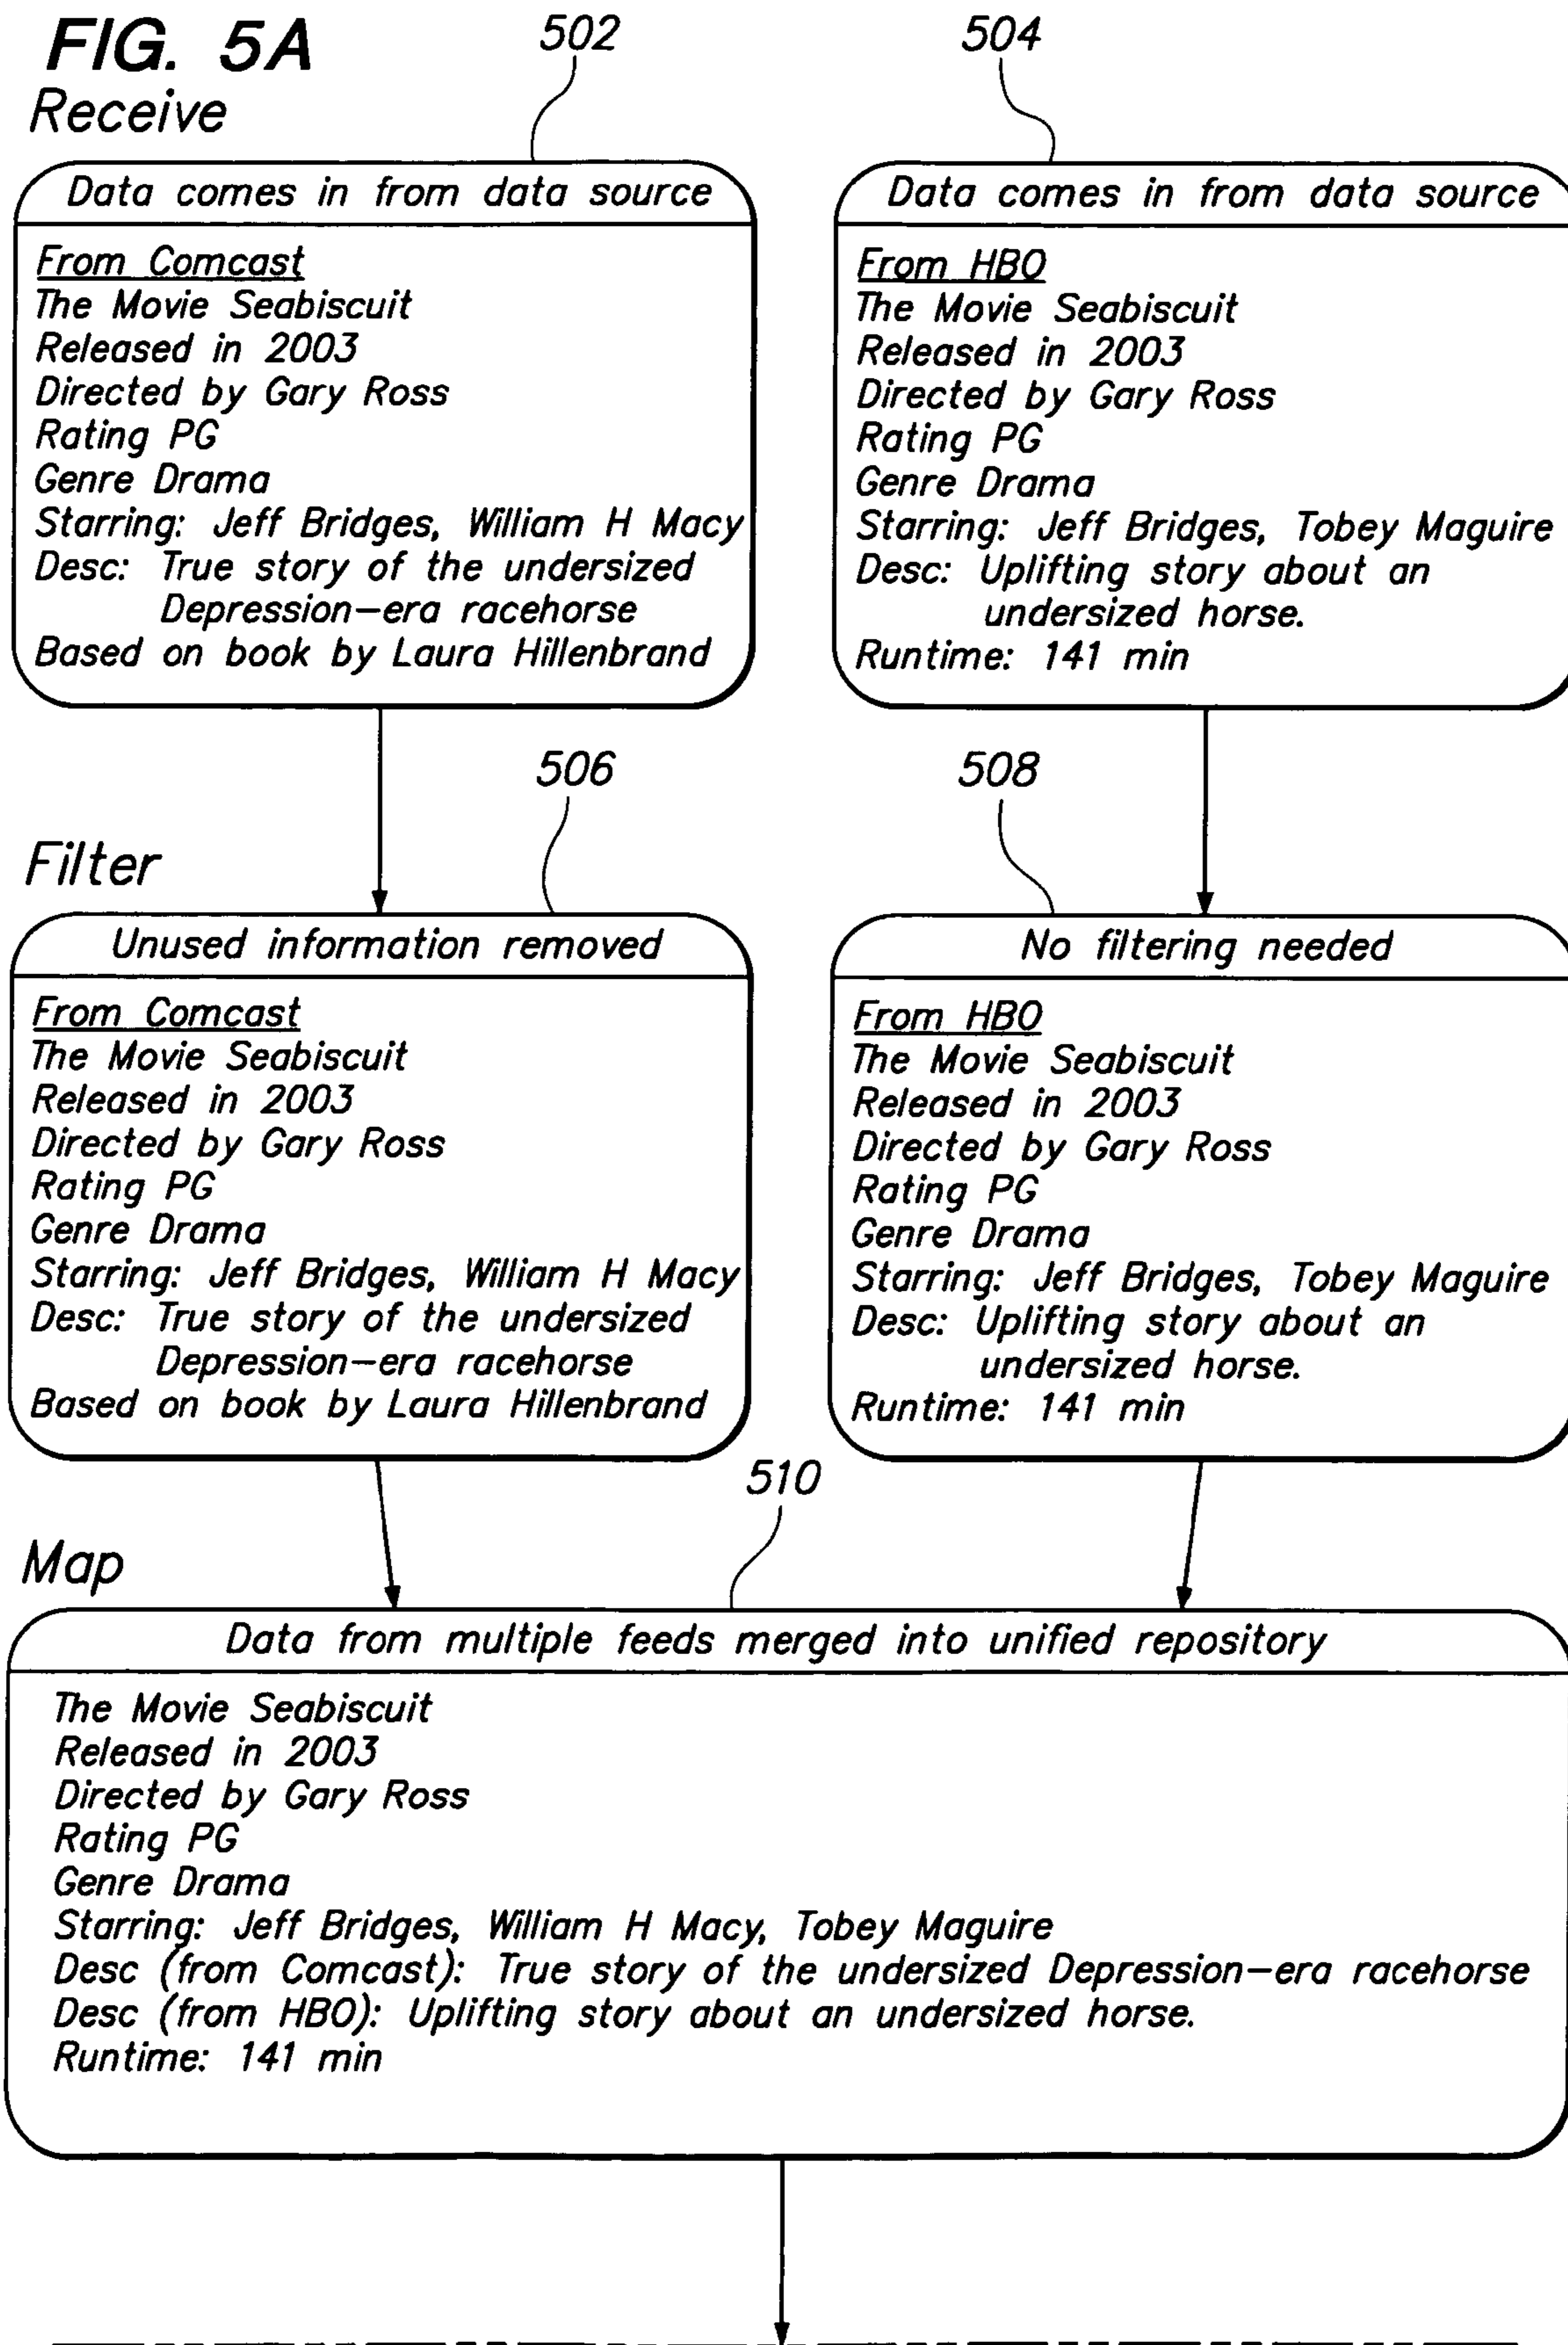 FIG. 5A
Receive
502
504
Data comes in from data source
From Comcast
The Movie Seabiscuit
Released in 2003
Directed by Gary Ross
Rating PG
Genre Drama
Starring: Jeff Bridges, William H Macy
Desc: True story of the undersized
Depression–era racehorse
Based on book by Laura Hillenbrand
Data comes in from data source
From HBO
The Movie Seabiscuit
Released in 2003
Directed by Gary Ross
Rating PG
Genre Drama
Starring: Jeff Bridges, Tobey Maguire
Desc: Uplifting story about an
undersized horse.
Runtime: 141 min
Filter
506
508
Unused information removed
From Comcast
The Movie Seabiscuit
Released in 2003
Directed by Gary Ross
Rating PG
Genre Drama
Starring: Jeff Bridges, William H Macy
Desc: True story of the undersized
Depression–era racehorse
Based on book by Laura Hillenbrand
No filtering needed
From HBO
The Movie Seabiscuit
Released in 2003
Directed by Gary Ross
Rating PG
Genre Drama
Starring: Jeff Bridges, Tobey Maguire
Desc: Uplifting story about an
undersized horse.
Runtime: 141 min
Map
510
Data from multiple feeds merged into unified repository
The Movie Seabiscuit
Released in 2003
Directed by Gary Ross
Rating PG
Genre Drama
Starring: Jeff Bridges, William H Macy, Tobey Maguire
Desc (from Comcast): True story of the undersized Depression–era racehorse
Desc (from HBO): Uplifting story about an undersized horse.
Runtime: 141 min